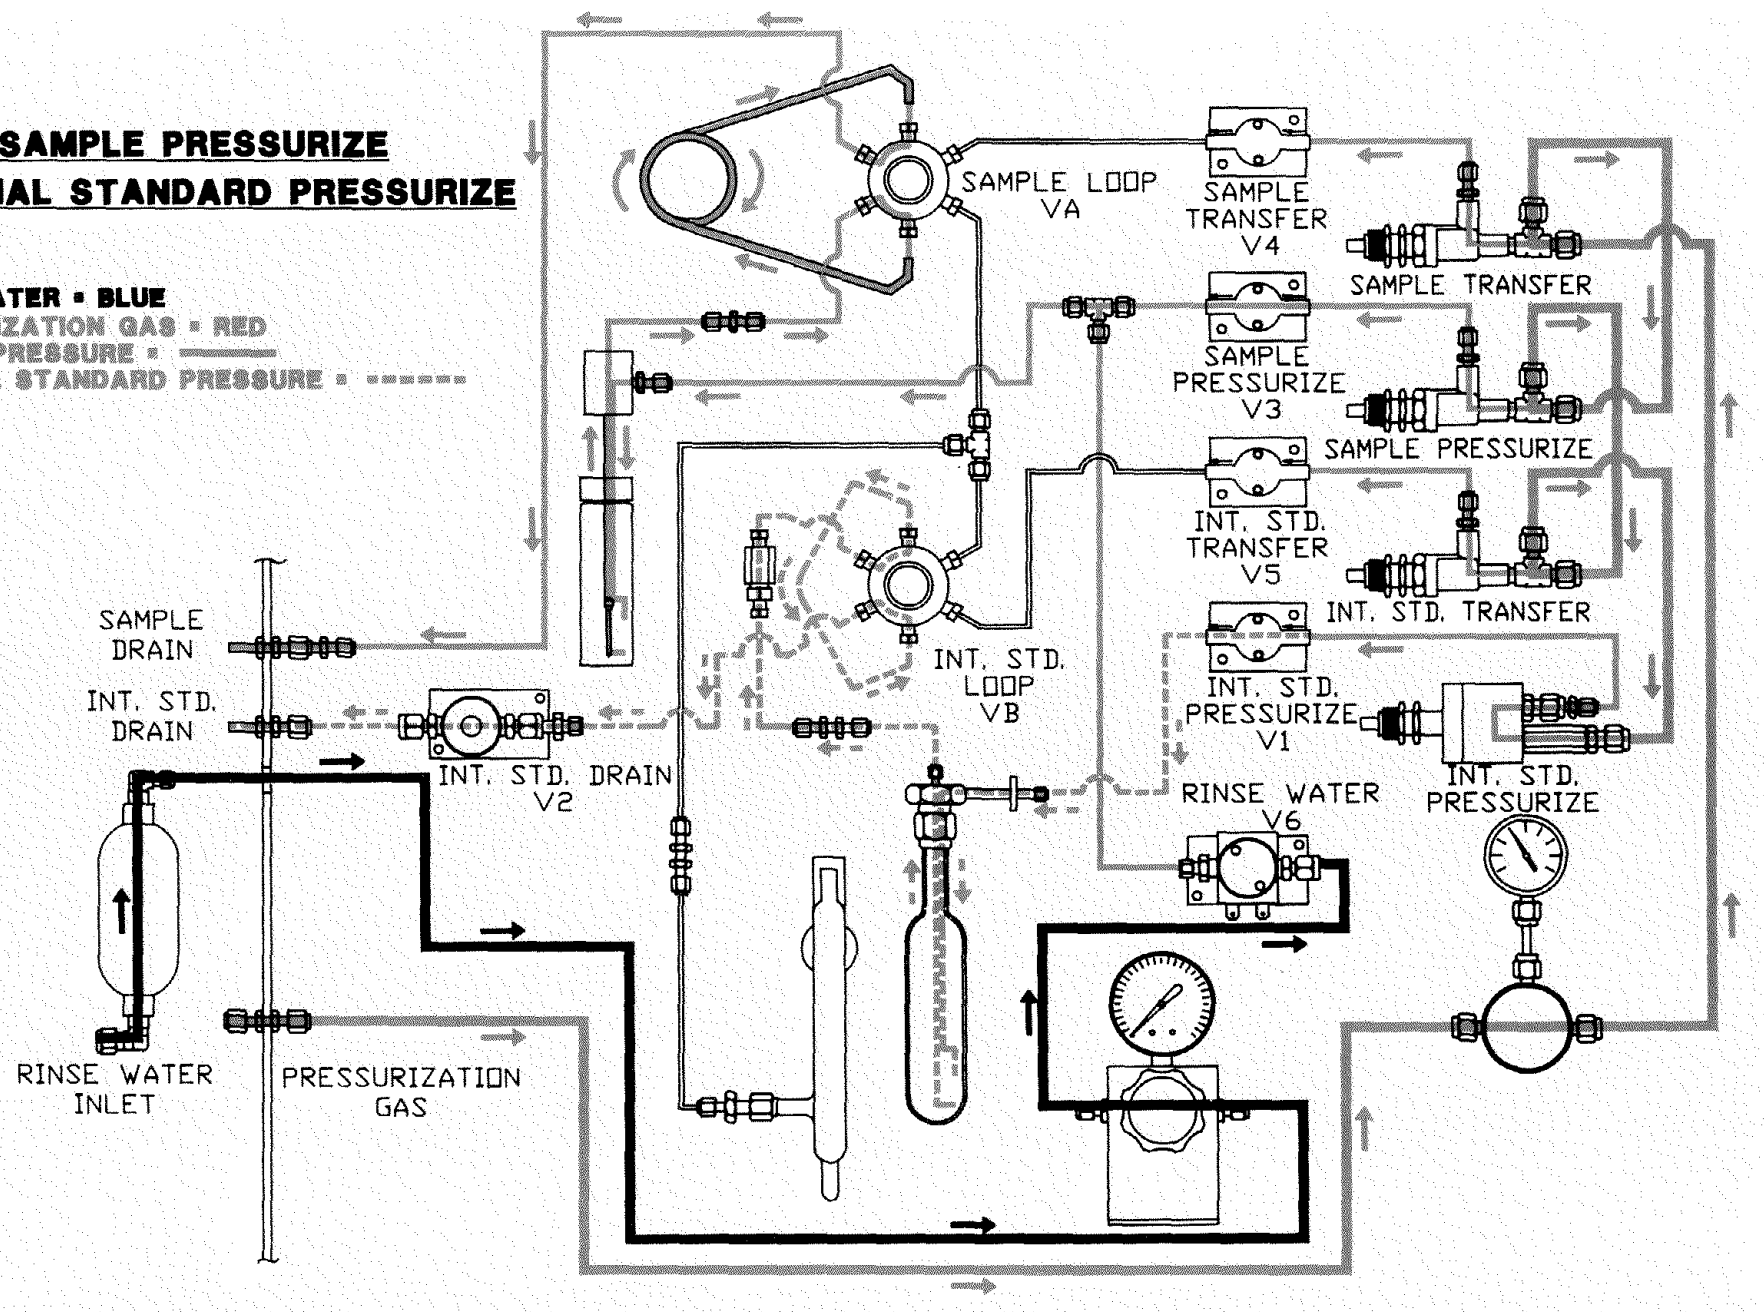 SAMPLE PRESSURIZE
STANDARD PRESSURIZE
= BLUE
GAS = RED
PRESSURE =
STANDARD PRESSURE =
SAMPLE LOOP
VA
SAMPLE
TRANSFER
V4
SAMPLE TRANSFER
SAMPLE
PRESSURIZE
V3
SAMPLE PRESSURIZE
INT. STD.
TRANSFER
V5
INT. STD. TRANSFER
SAMPLE
DRAIN
INT. STD.
LOOP
VB
INT. STD.
PRESSURIZE
V1
INT. STD.
DRAIN
INT. STD. DRAIN
V2
INT. STD.
PRESSURIZE
RINSE WATER
V6
RINSE WATER
INLET
PRESSURIZATION
GAS